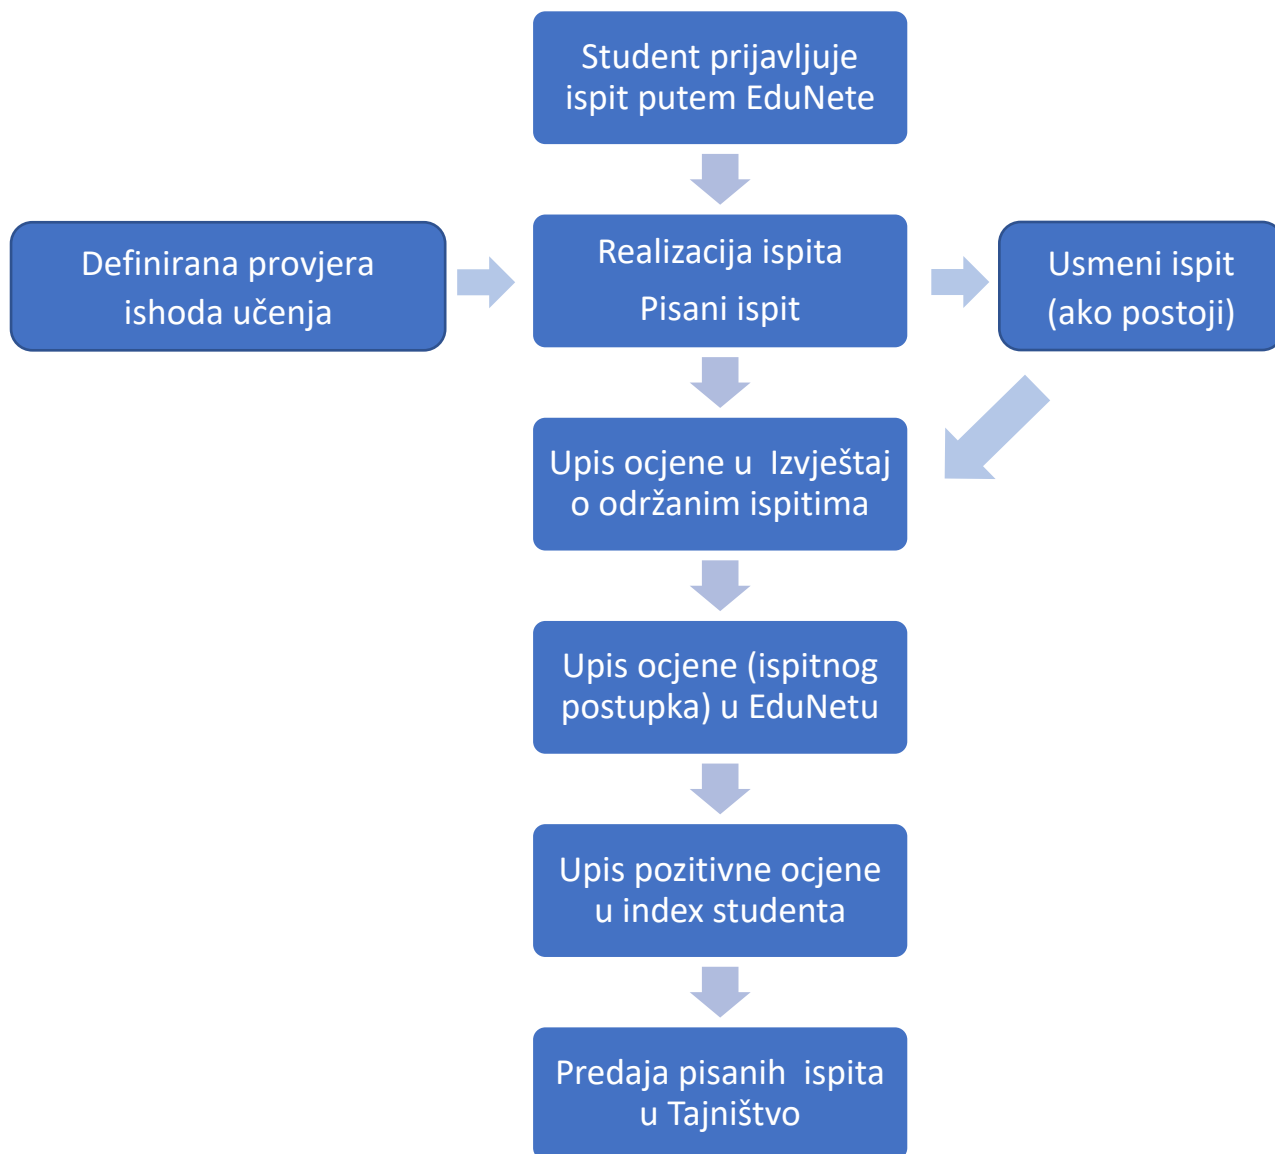 Student prijavljuje
ispit putem EduNete
Definirana provjera
ishoda učenja
Realizacija ispita
Pisani ispit
Usmeni ispit
(ako postoji)
Upis ocjene u  Izvještaj
o održanim ispitima
Upis ocjene (ispitnog
postupka) u EduNetu
Upis pozitivne ocjene
u index studenta
Predaja pisanih  ispita
u Tajništvo